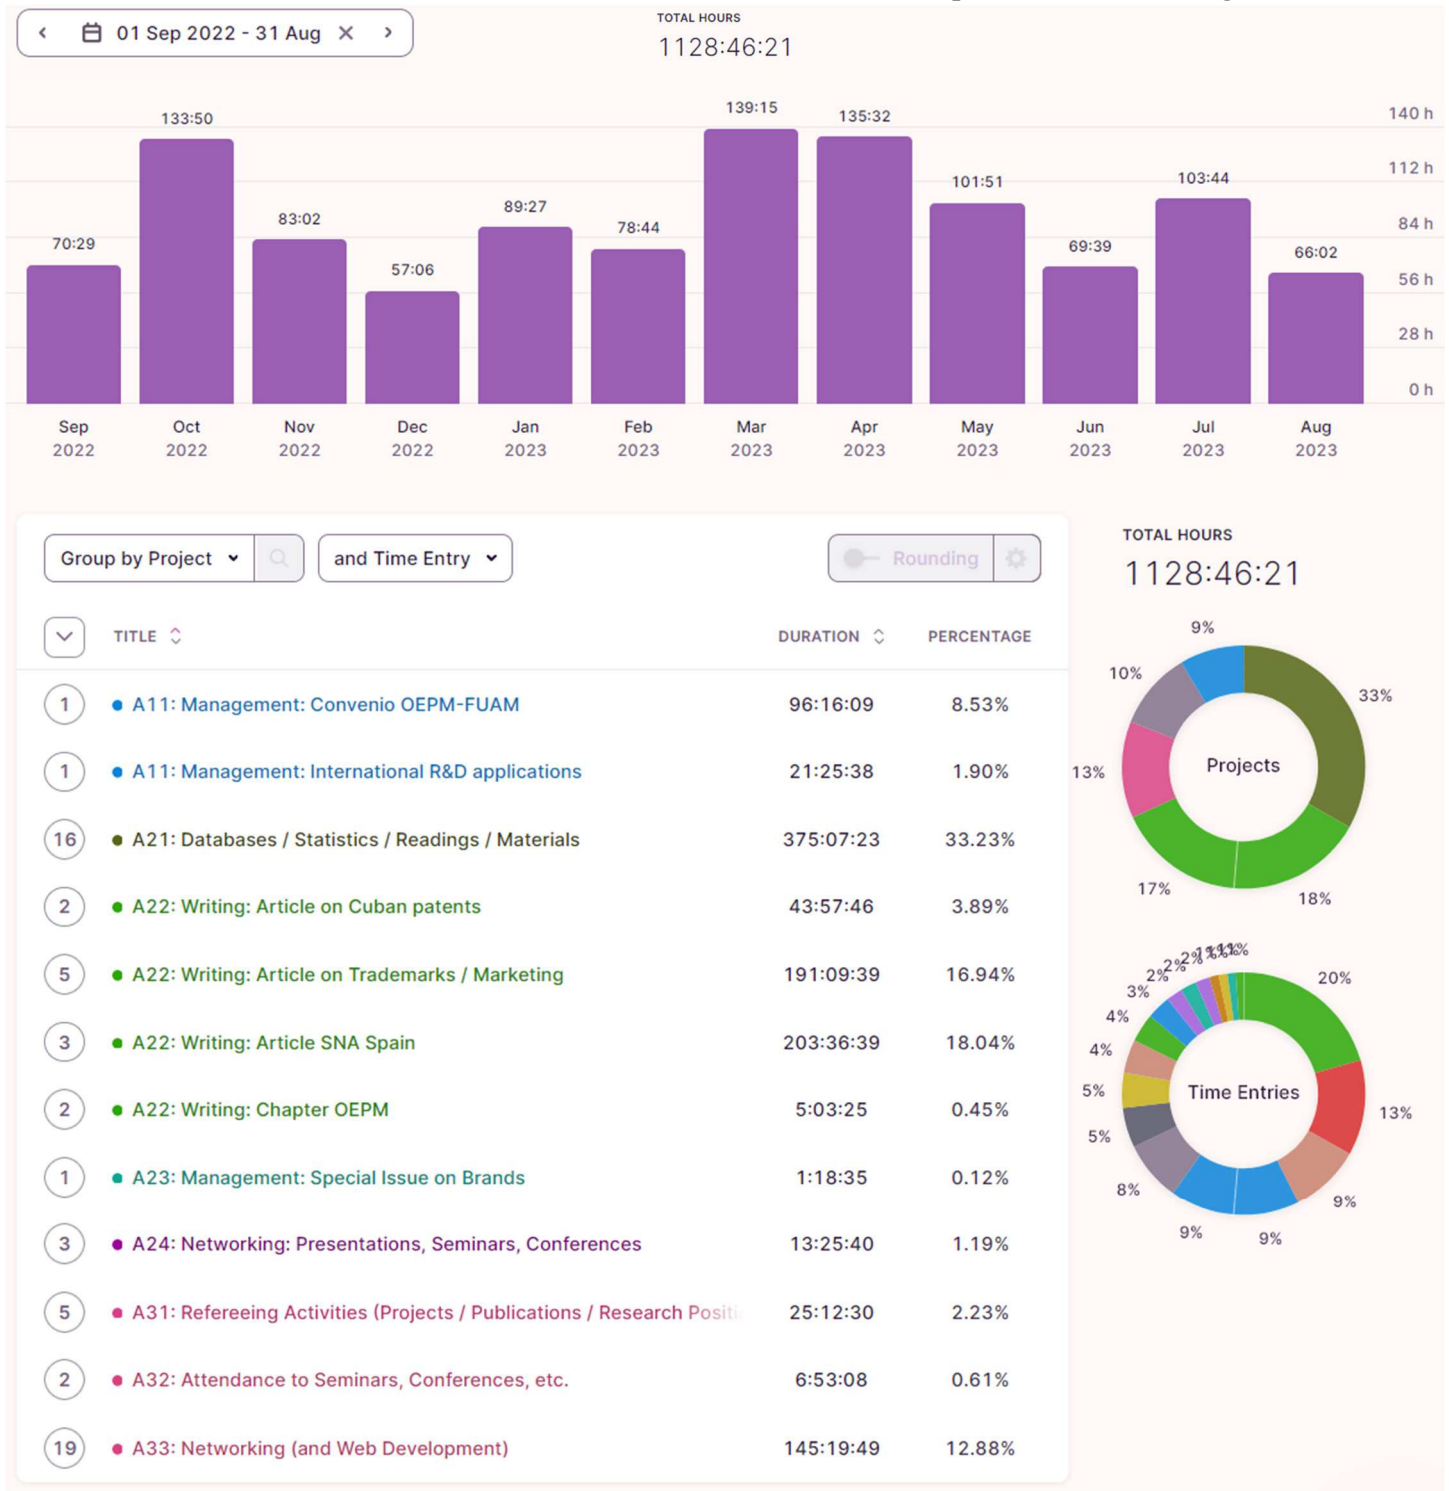 01 Sep 2022 - 31 Aug
TOTAL HOURS
1128:46:21
70:29
133:50
83:02
57:06
89:27
78:44
139:15
135:32
101:51
69:39
103:44
66:02
140 h
112 h
84 h
56 h
28 h
0 h
Sep 2022
Oct 2022
Nov 2022
Dec 2022
Jan 2023
Feb 2023
Mar 2023
Apr 2023
May 2023
Jun 2023
Jul 2023
Aug 2023
Group by Project
and Time Entry
Rounding
TITLE DURATION PERCENTAGE
1 A11: Management: Convenio OEPM-FUAM 96:16:09 8.53%
1 A11: Management: International R&D applications 21:25:38 1.90%
16 A21: Databases / Statistics / Readings / Materials 375:07:23 33.23%
2 A22: Writing: Article on Cuban patents 43:57:46 3.89%
5 A22: Writing: Article on Trademarks / Marketing 191:09:39 16.94%
3 A22: Writing: Article SNA Spain 203:36:39 18.04%
2 A22: Writing: Chapter OEPM 5:03:25 0.45%
1 A23: Management: Special Issue on Brands 1:18:35 0.12%
3 A24: Networking: Presentations, Seminars, Conferences 13:25:40 1.19%
5 A31: Refereeing Activities (Projects / Publications / Research Positi 25:12:30 2.23%
2 A32: Attendance to Seminars, Conferences, etc. 6:53:08 0.61%
19 A33: Networking (and Web Development) 145:19:49 12.88%
TOTAL HOURS
1128:46:21
Projects
33%
18%
17%
13%
10%
9%
Time Entries
20%
13%
9%
9%
9%
8%
5%
5%
4%
4%
3%
2%
2%
2%